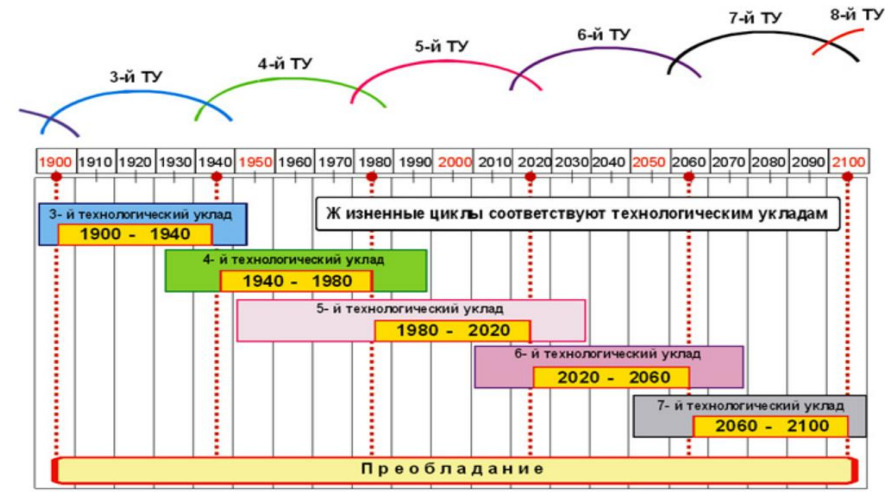 3-й ТУ
4-й ТУ
5-й ТУ
6-й ТУ
7-й ТУ
8-й ТУ
1900 1910 1920 1930 1940 1950 1960 1970 1980 1990 2000 2010 2020 2030 2040 2050 2060 2070 2080 2090 2100
Жизненные циклы соответствуют технологическим укладам
3- й технологический уклад
1900 - 1940
4- й технологический уклад
1940 - 1980
5- й технологический уклад
1980 - 2020
6- й технологический уклад
2020 - 2060
7- й технологический уклад
2060 - 2100
Преобладание